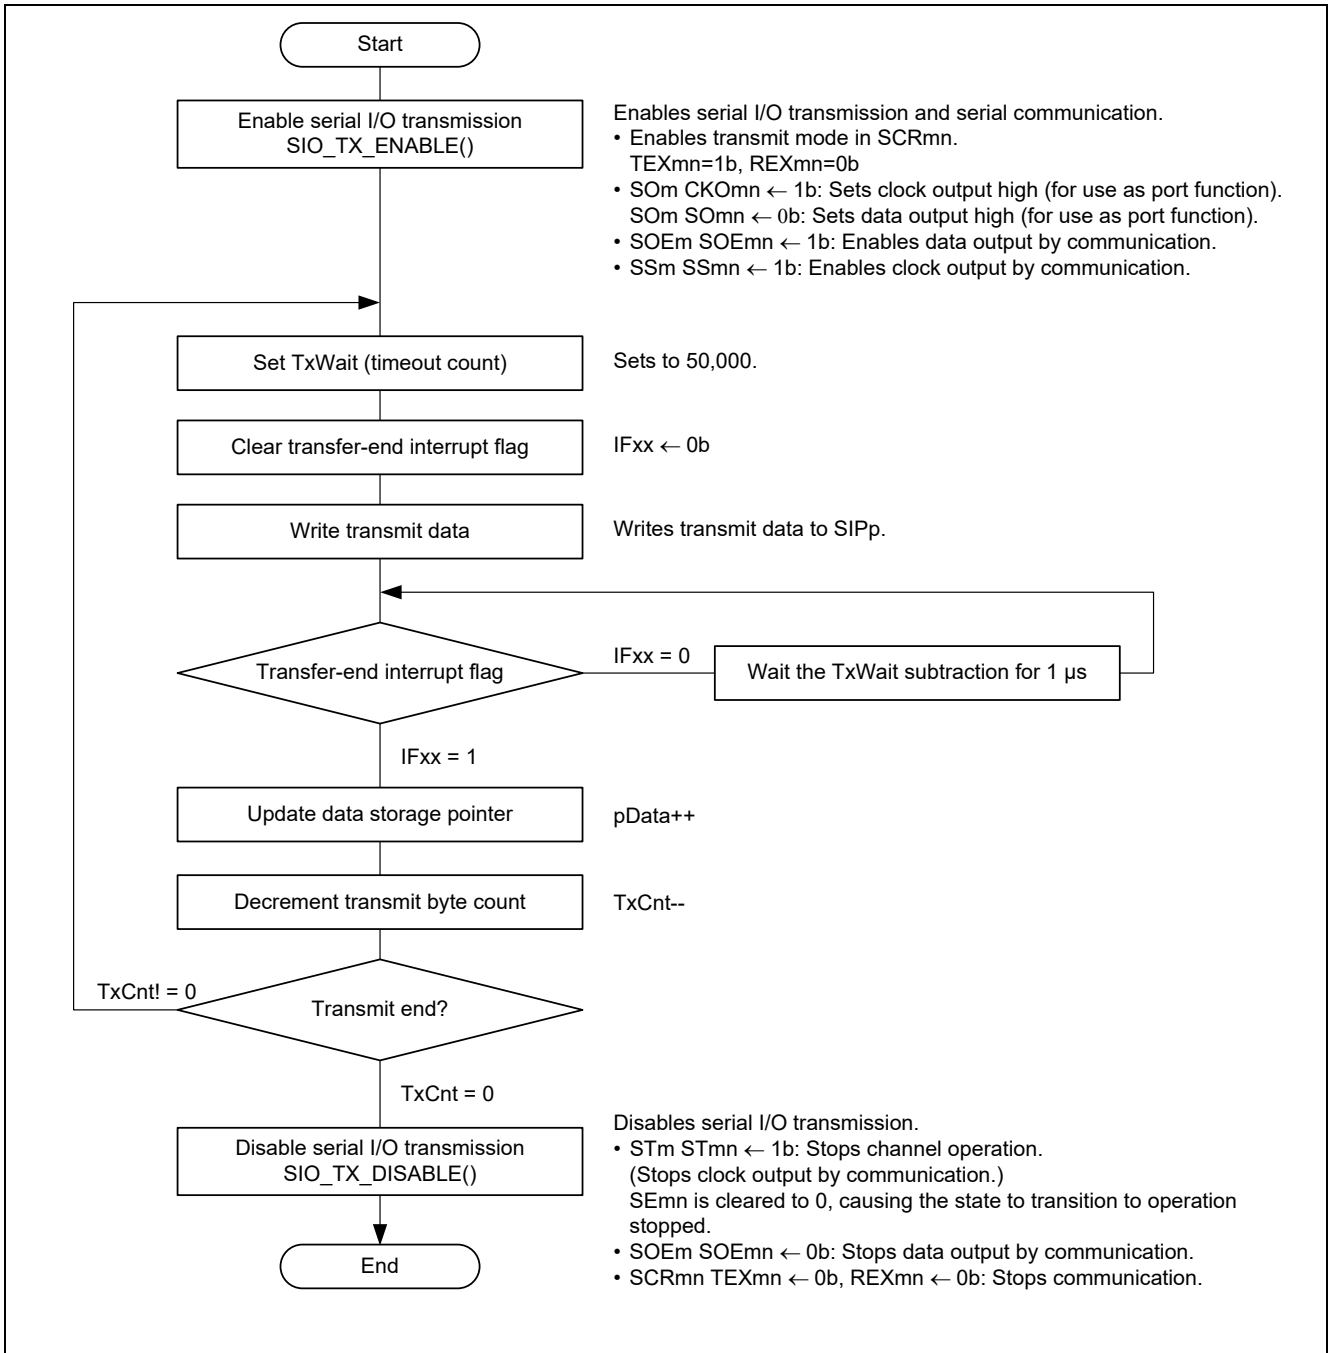 Start
Enable serial I/O transmission
SIO_TX_ENABLE()
Enables serial I/O transmission and serial communication.
• Enables transmit mode in SCRmn.
TEXmn=1b, REXmn=0b
• SOm CKOmn ← 1b: Sets clock output high (for use as port function).
SOm SOmn ← 0b: Sets data output high (for use as port function).
• SOEm SOEmn ← 1b: Enables data output by communication.
• SSm SSmn ← 1b: Enables clock output by communication.
Set TxWait (timeout count)
Sets to 50,000.
Clear transfer-end interrupt flag
IFxx ← 0b
Write transmit data
Writes transmit data to SIPp.
Transfer-end interrupt flag
IFxx = 0
Wait the TxWait subtraction for 1 μs
IFxx = 1
Update data storage pointer
pData++
Decrement transmit byte count
TxCnt--
TxCnt! = 0
Transmit end?
TxCnt = 0
Disable serial I/O transmission
SIO_TX_DISABLE()
Disables serial I/O transmission.
• STm STmn ← 1b: Stops channel operation.
(Stops clock output by communication.)
SEmn is cleared to 0, causing the state to transition to operation
stopped.
• SOEm SOEmn ← 0b: Stops data output by communication.
• SCRmn TEXmn ← 0b, REXmn ← 0b: Stops communication.
End